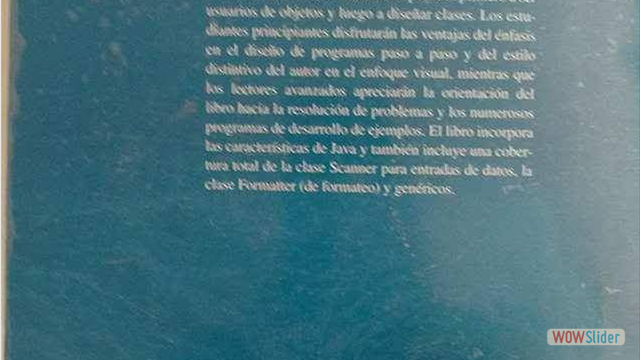 usuarios de objetos y luego a diseñar clases. Los estu-
diantes principiantes disfrutarán las ventajas del énfasis
en el diseño de programas paso a paso y del estilo
distintivo del autor en el enfoque visual, mientras que
los lectores avanzados apreciarán la orientación del
libro hacia la resolución de problemas y los numerosos
programas de desarrollo de ejemplos. El libro incorpora
las características de Java y también incluye una cober-
tura total de la clase Scanner para entradas de datos, la
clase Formatter (de formateo) y genéricos.
WOWSlider